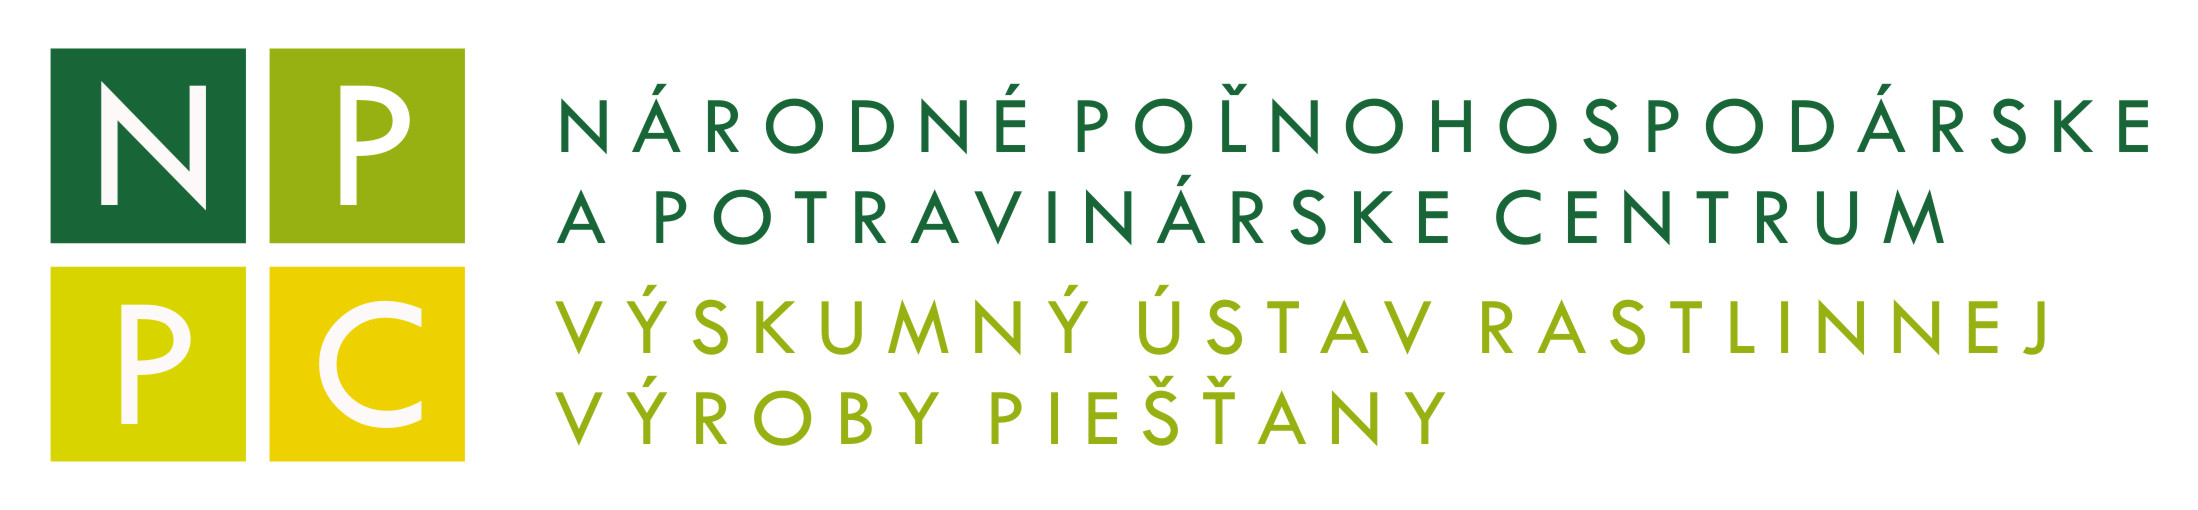 N P
P C
NÁRODNÉ POĽNOHOSPODÁRSKE
A POTRAVINÁRSKE CENTRUM
VÝSKUMNÝ ÚSTAV RASTLINNEJ
VÝROBY PIEŠŤANY